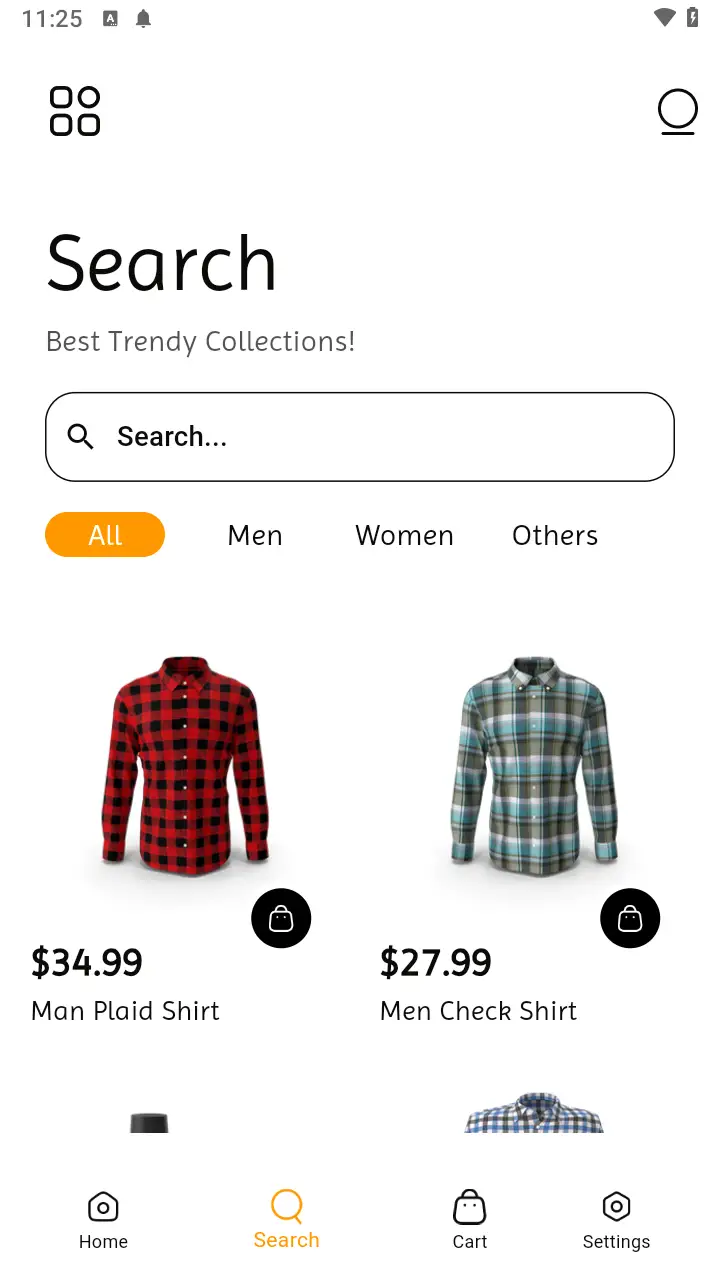 11:25
Search
Best Trendy Collections!
Search...
All Men Women Others
$34.99 $27.99
Man Plaid Shirt Men Check Shirt
Home Search Cart Settings